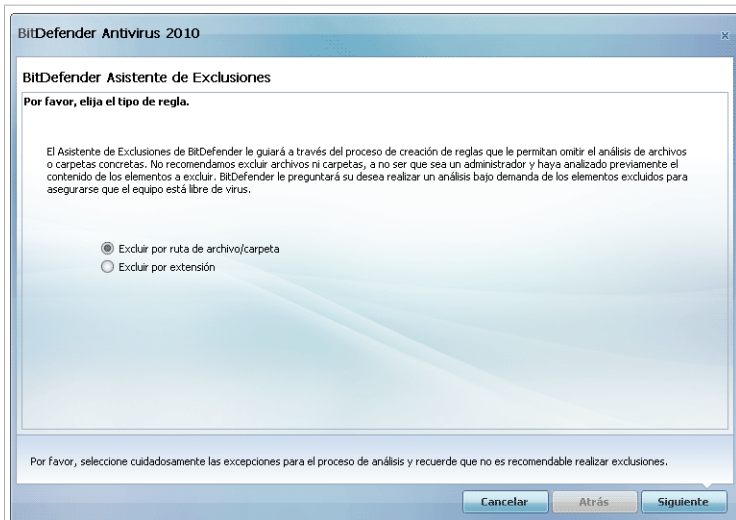 BitDefender Antivirus 2010
BitDefender Asistente de Exclusiones
Por favor, elija el tipo de regla.
El Asistente de Exclusiones de BitDefender le guiará a través del proceso de creación de reglas que le permitan omitir el análisis de archivos
o carpetas concretas. No recomendamos excluir archivos ni carpetas, a no ser que sea un administrador y haya analizado previamente el
contenido de los elementos a excluir. BitDefender le preguntará su desea realizar un análisis bajo demanda de los elementos excluidos para
asegurarse que el equipo está libre de virus.
Excluir por ruta de archivo/carpeta
Excluir por extensión
Por favor, seleccione cuidadosamente las excepciones para el proceso de análisis y recuerde que no es recomendable realizar exclusiones.
Cancelar
Atrás
Siguiente